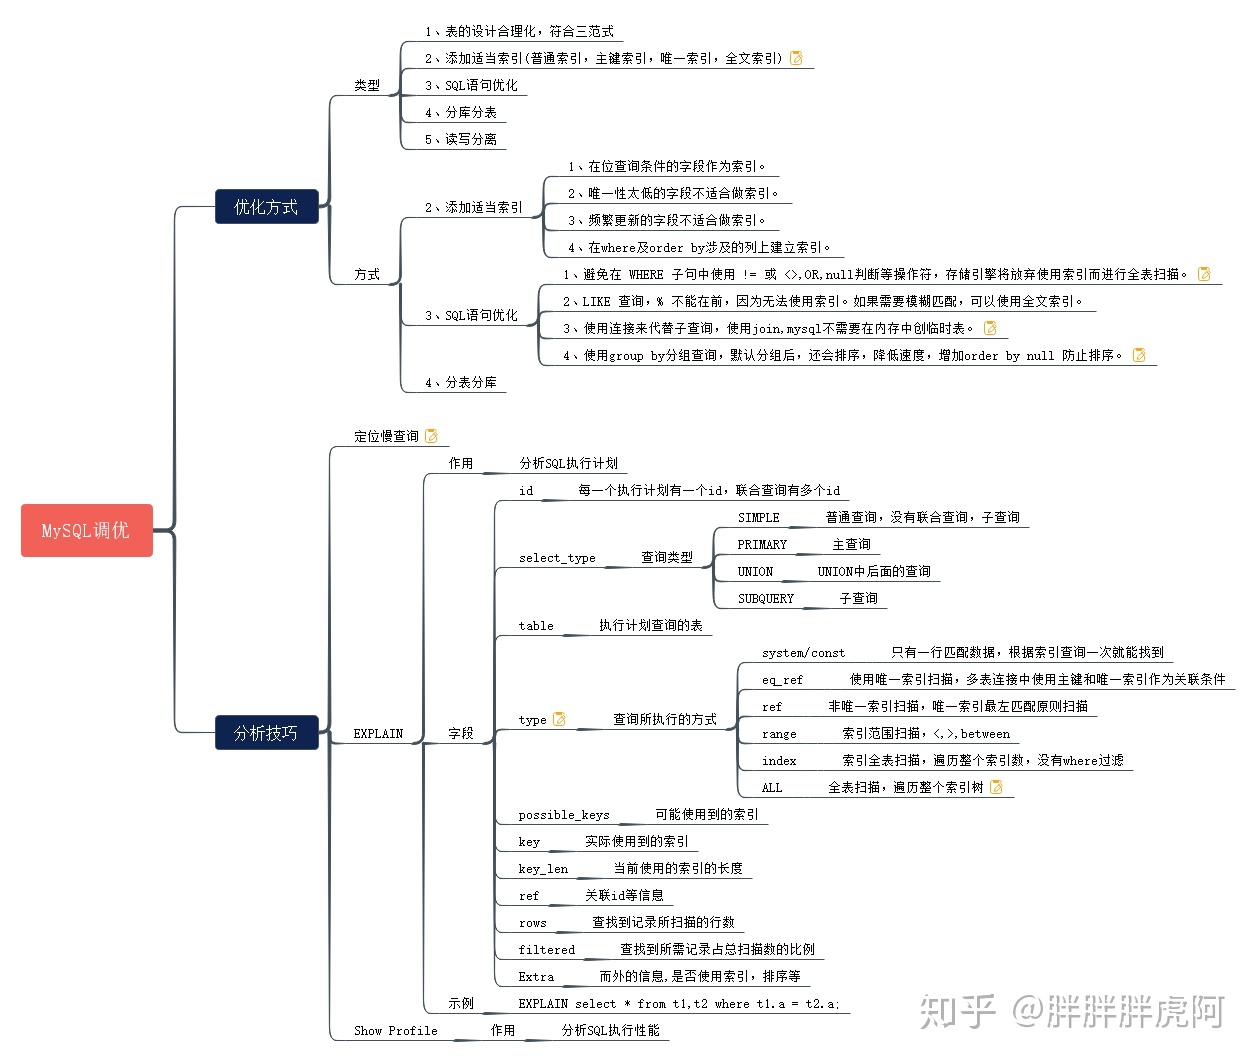 MySQL调优
优化方式
类型
1、表的设计合理化，符合三范式
2、添加适当索引(普通索引，主键索引，唯一索引，全文索引)
3、SQL语句优化
4、分库分表
5、读写分离
方式
2、添加适当索引
1、在位查询条件的字段作为索引。
2、唯一性太低的字段不适合做索引。
3、频繁更新的字段不适合做索引。
4、在where及order by涉及的列上建立索引。
3、SQL语句优化
1、避免在 WHERE 子句中使用 != 或 <>,OR,null判断等操作符，存储引擎将放弃使用索引而进行全表扫描。
2、LIKE 查询，% 不能在前，因为无法使用索引。如果需要模糊匹配，可以使用全文索引。
3、使用连接来代替子查询，使用join,mysql不需要在内存中创临时表。
4、使用group by分组查询，默认分组后，还会排序，降低速度，增加order by null 防止排序。
4、分表分库
分析技巧
定位慢查询
EXPLAIN
作用
分析SQL执行计划
字段
id
每一个执行计划有一个id，联合查询有多个id
select_type
查询类型
SIMPLE
普通查询，没有联合查询，子查询
PRIMARY
主查询
UNION
UNION中后面的查询
SUBQUERY
子查询
table
执行计划查询的表
type
查询所执行的方式
system/const
只有一行匹配数据，根据索引查询一次就能找到
eq_ref
使用唯一索引扫描，多表连接中使用主键和唯一索引作为关联条件
ref
非唯一索引扫描，唯一索引最左匹配原则扫描
range
索引范围扫描，<,>,between
index
索引全表扫描，遍历整个索引数，没有where过滤
ALL
全表扫描，遍历整个索引树
possible_keys
可能使用到的索引
key
实际使用到的索引
key_len
当前使用的索引的长度
ref
关联id等信息
rows
查找到记录所扫描的行数
filtered
查找到所需记录占总扫描数的比例
Extra
而外的信息,是否使用索引，排序等
示例
EXPLAIN select * from t1,t2 where t1.a = t2.a;
Show Profile
作用
分析SQL执行性能
知乎 @胖胖胖虎阿